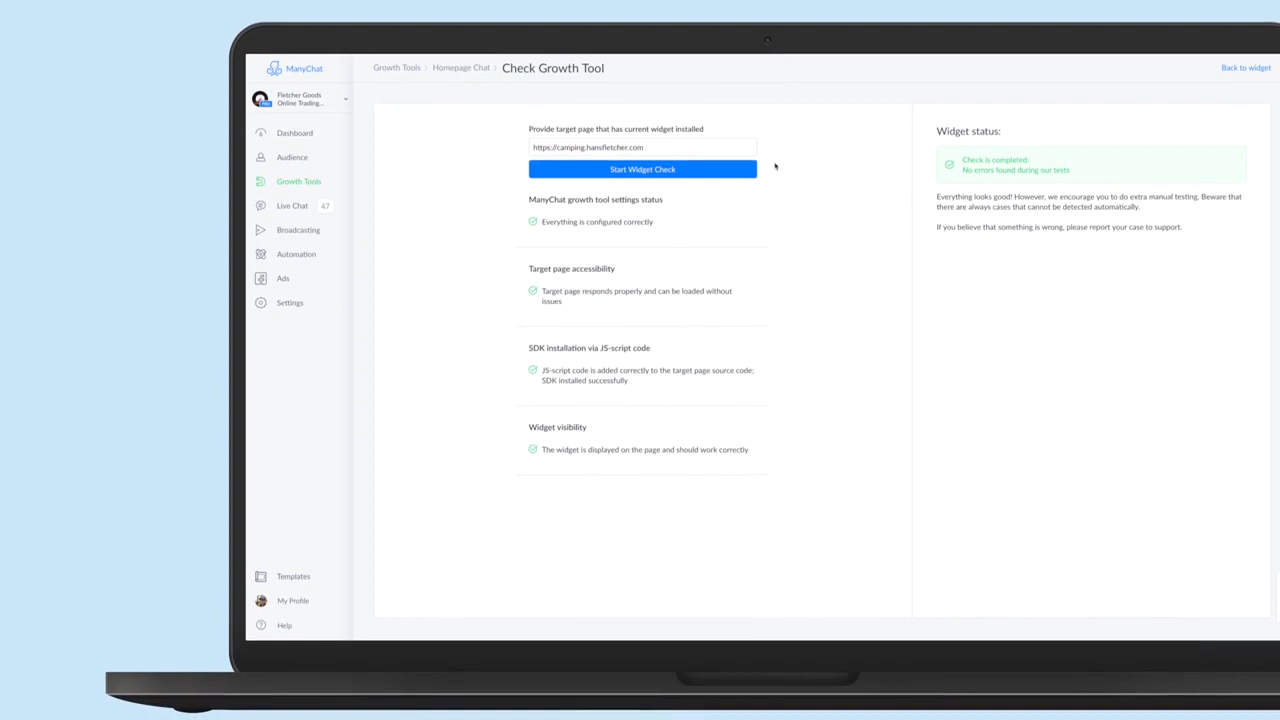 ManyChat
Fletcher Goods
Online Trading...
PRO
Dashboard
Audience
Growth Tools
Live Chat 47
Broadcasting
Automation
Ads
Settings
Templates
My Profile
Help
Growth Tools > Homepage Chat > Check Growth Tool
Back to widget
Provide target page that has current widget installed
https://camping.hansfletcher.com
Start Widget Check
ManyChat growth tool settings status
Everything is configured correctly
Target page accessibility
Target page responds properly and can be loaded without
issues
SDK installation via JS-script code
JS-script code is added correctly to the target page source code;
SDK installed successfully
Widget visibility
The widget is displayed on the page and should work correctly
Widget status:
Check is completed:
No errors found during our tests
Everything looks good! However, we encourage you to do extra manual testing. Beware that
there are always cases that cannot be detected automatically.
If you believe that something is wrong, please report your case to support.